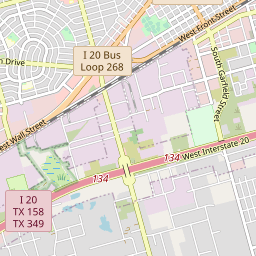 West Front Street
n Drive
I 20 Bus
Loop 268
South Garfield Street
est Wall Street
134
West Interstate 20
134
I 20
TX 158
TX 349